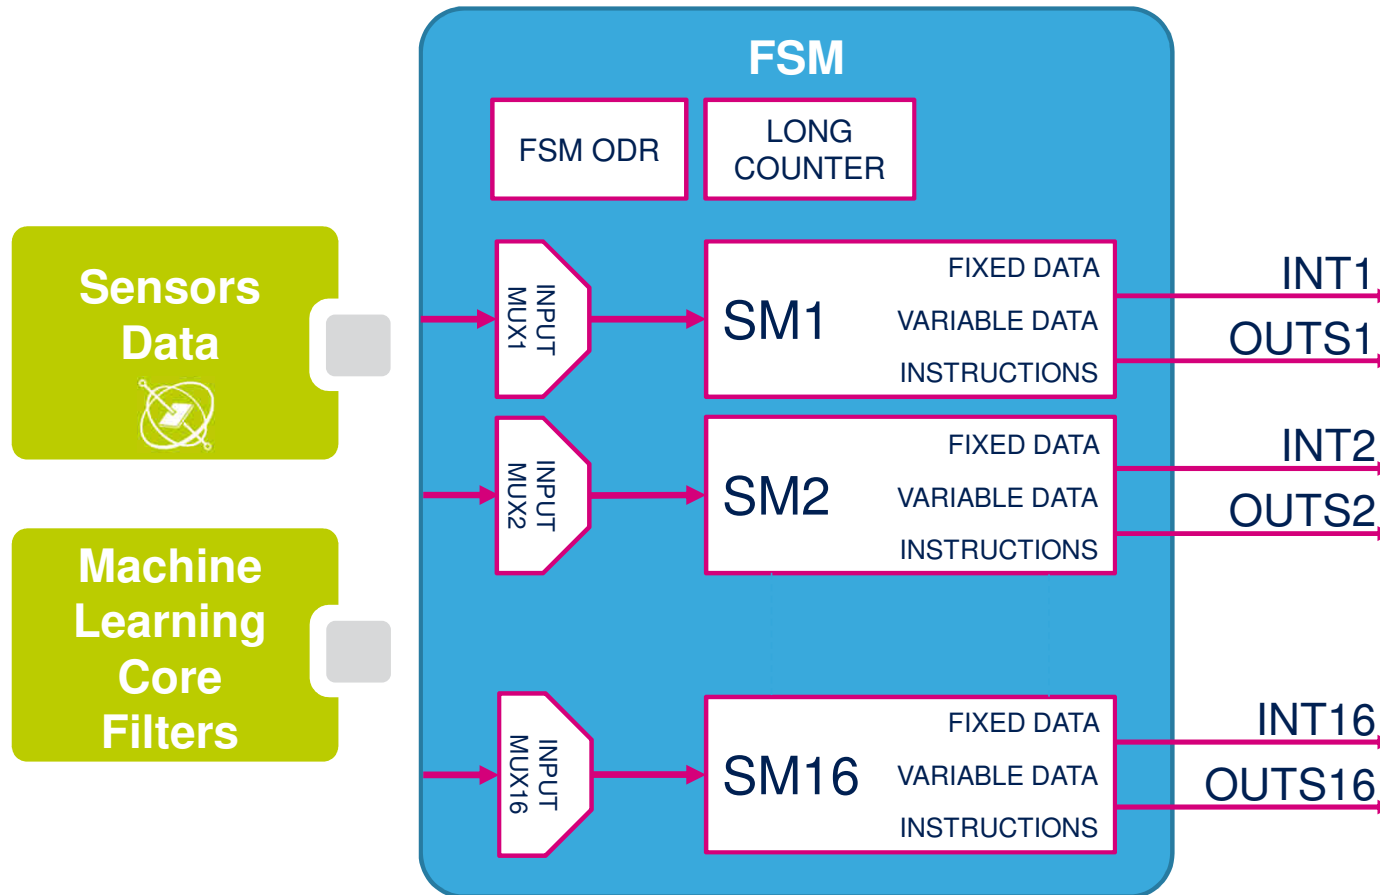 FSM
FSM ODR
LONG
COUNTER
Sensors
Data
INPUT
MUX1
SM1
FIXED DATA
VARIABLE DATA
INSTRUCTIONS
INT1
OUTS1
INPUT
MUX2
SM2
FIXED DATA
VARIABLE DATA
INSTRUCTIONS
INT2
OUTS2
Machine
Learning
Core
Filters
INPUT
MUX16
SM16
FIXED DATA
VARIABLE DATA
INSTRUCTIONS
INT16
OUTS16